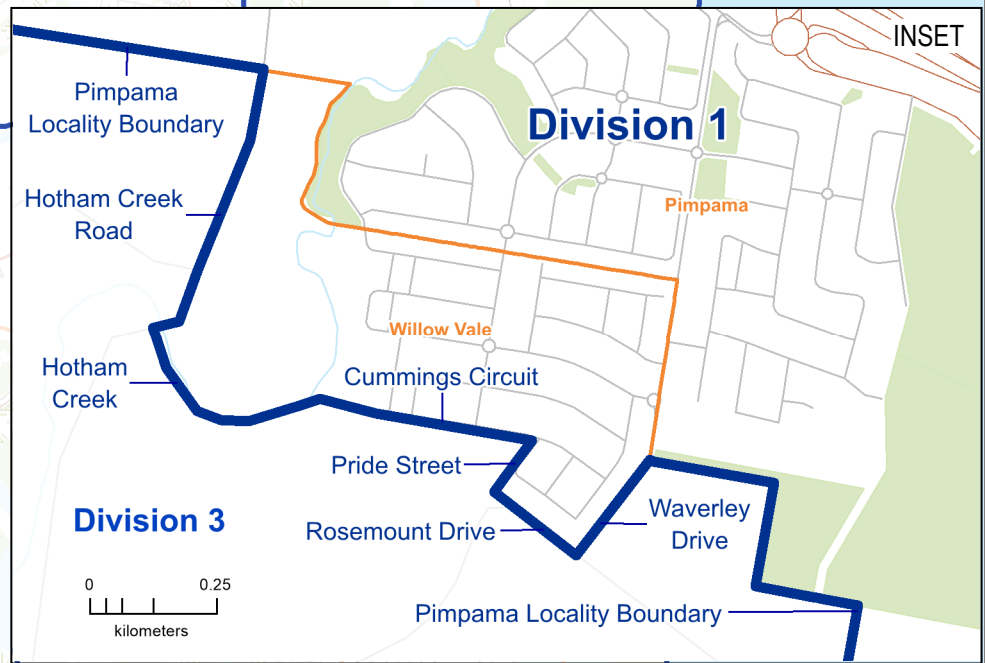 INSET
Pimpama
Locality Boundary
Division 1
Hotham Creek
Road
Pimpama
Willow Vale
Hotham
Creek
Cummings Circuit
Pride Street
Division 3
Rosemount Drive
Waverley
Drive
0 0.25
kilometers
Pimpama Locality Boundary